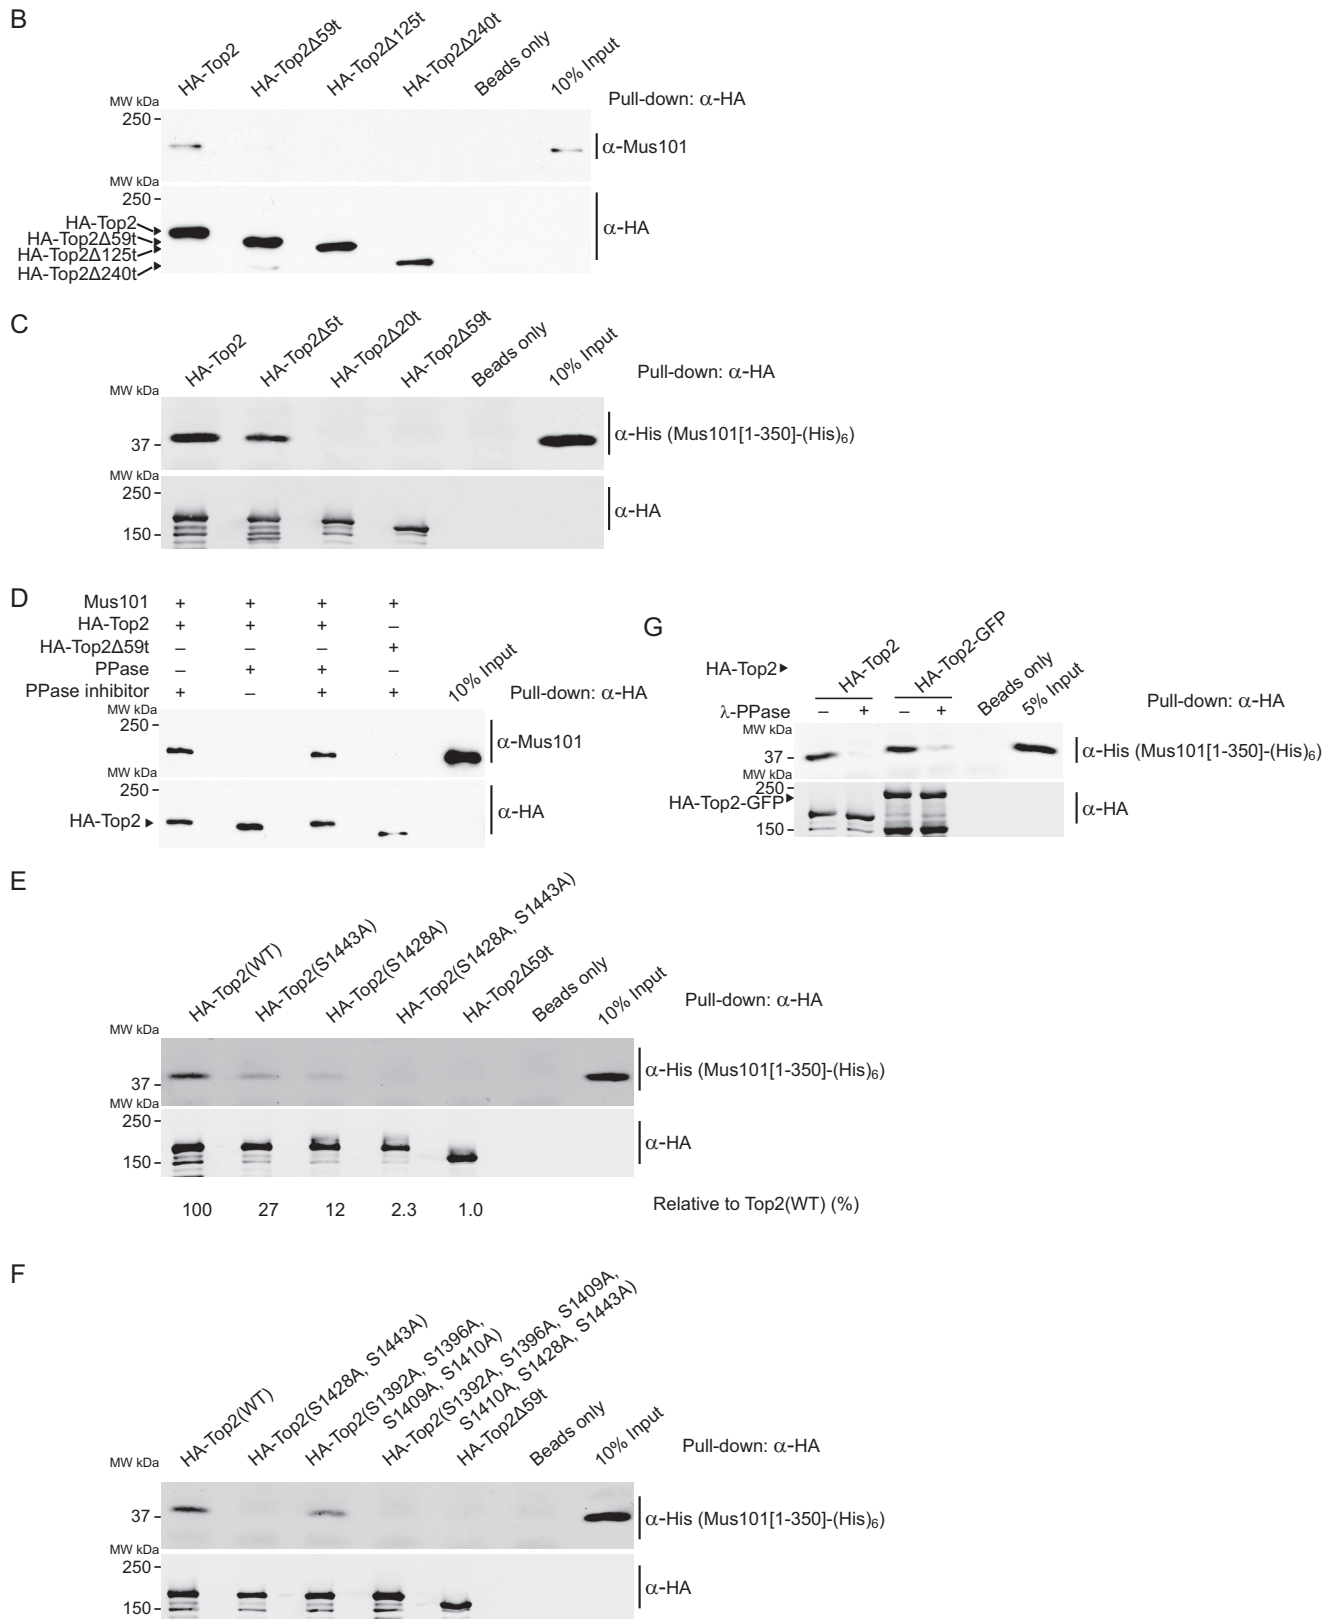 B
HA-Top2
HA-Top2Δ59t
HA-Top2Δ125t
HA-Top2Δ240t
Beads only
10% Input
Pull-down: α-HA
MW kDa
250
α-Mus101
MW kDa
250
HA-Top2
HA-Top2Δ59t
HA-Top2Δ125t
HA-Top2Δ240t
α-HA
C
HA-Top2
HA-Top2Δ5t
HA-Top2Δ20t
HA-Top2Δ59t
Beads only
10% Input
Pull-down: α-HA
MW kDa
37
α-His (Mus101[1-350]-(His)6)
MW kDa
250
150
α-HA
D
Mus101 + + + +
HA-Top2 + + + –
HA-Top2Δ59t – – – +
PPase – + + –
PPase inhibitor + – + +
10% Input
Pull-down: α-HA
MW kDa
250
α-Mus101
MW kDa
250
HA-Top2
α-HA
G
HA-Top2
HA-Top2
HA-Top2-GFP
Beads only
5% Input
λ-PPase – + – +
Pull-down: α-HA
MW kDa
37
α-His (Mus101[1-350]-(His)6)
MW kDa
250
HA-Top2-GFP
150
α-HA
E
HA-Top2(WT)
HA-Top2(S1443A)
HA-Top2(S1428A)
HA-Top2(S1428A, S1443A)
HA-Top2Δ59t
Beads only
10% Input
Pull-down: α-HA
MW kDa
37
α-His (Mus101[1-350]-(His)6)
MW kDa
250
150
α-HA
100 27 12 2.3 1.0 Relative to Top2(WT) (%)
F
HA-Top2(WT)
HA-Top2(S1428A, S1443A)
HA-Top2(S1392A, S1396A,
S1409A, S1410A)
HA-Top2(S1392A, S1396A, S1409A,
S1410A, S1428A, S1443A)
HA-Top2Δ59t
Beads only
10% Input
Pull-down: α-HA
MW kDa
37
α-His (Mus101[1-350]-(His)6)
MW kDa
250
150
α-HA